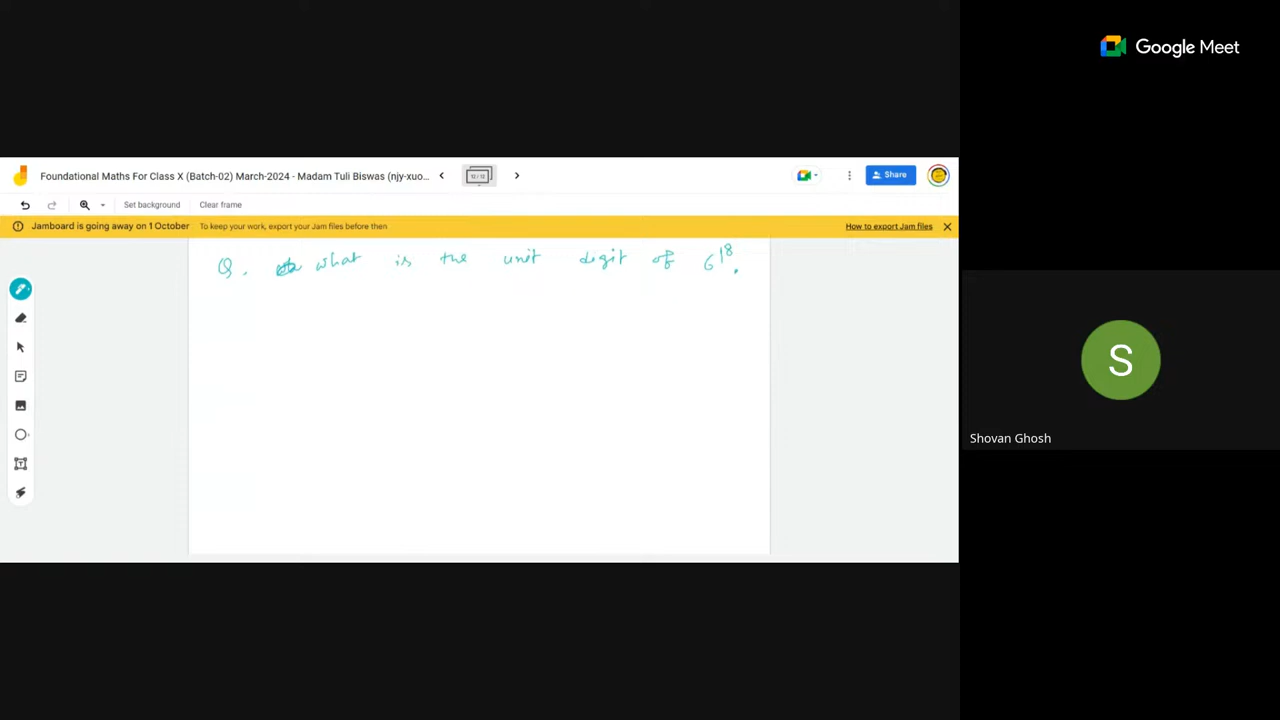 Google Meet
Foundational Maths For Class X (Batch-02) March-2024 - Madam Tuli Biswas (njy-xuo...
12 / 12
Share
Set background
Clear frame
Jamboard is going away on 1 October
To keep your work, export your Jam files before then
How to export Jam files
Q. what is the unit digit of 6¹⁸.
S
Shovan Ghosh